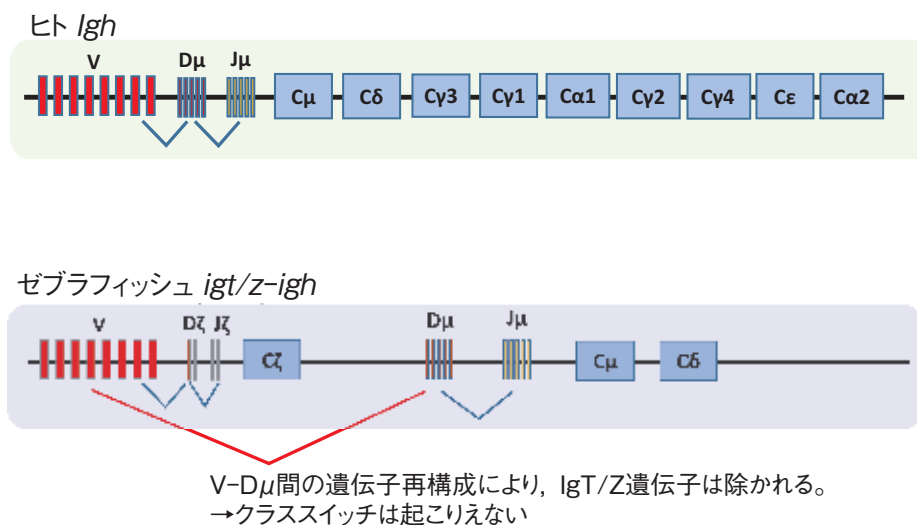 ヒト Igh
V Dμ Jμ
Cμ Cδ Cγ3 Cγ1 Cα1 Cγ2 Cγ4 Cε Cα2
ゼブラフィッシュ igt/z-igh
V Dζ Jζ Dμ Jμ
Cζ Cμ Cδ
V-Dμ間の遺伝子再構成により，IgT/Z遺伝子は除かれる。
→クラススイッチは起こりえない